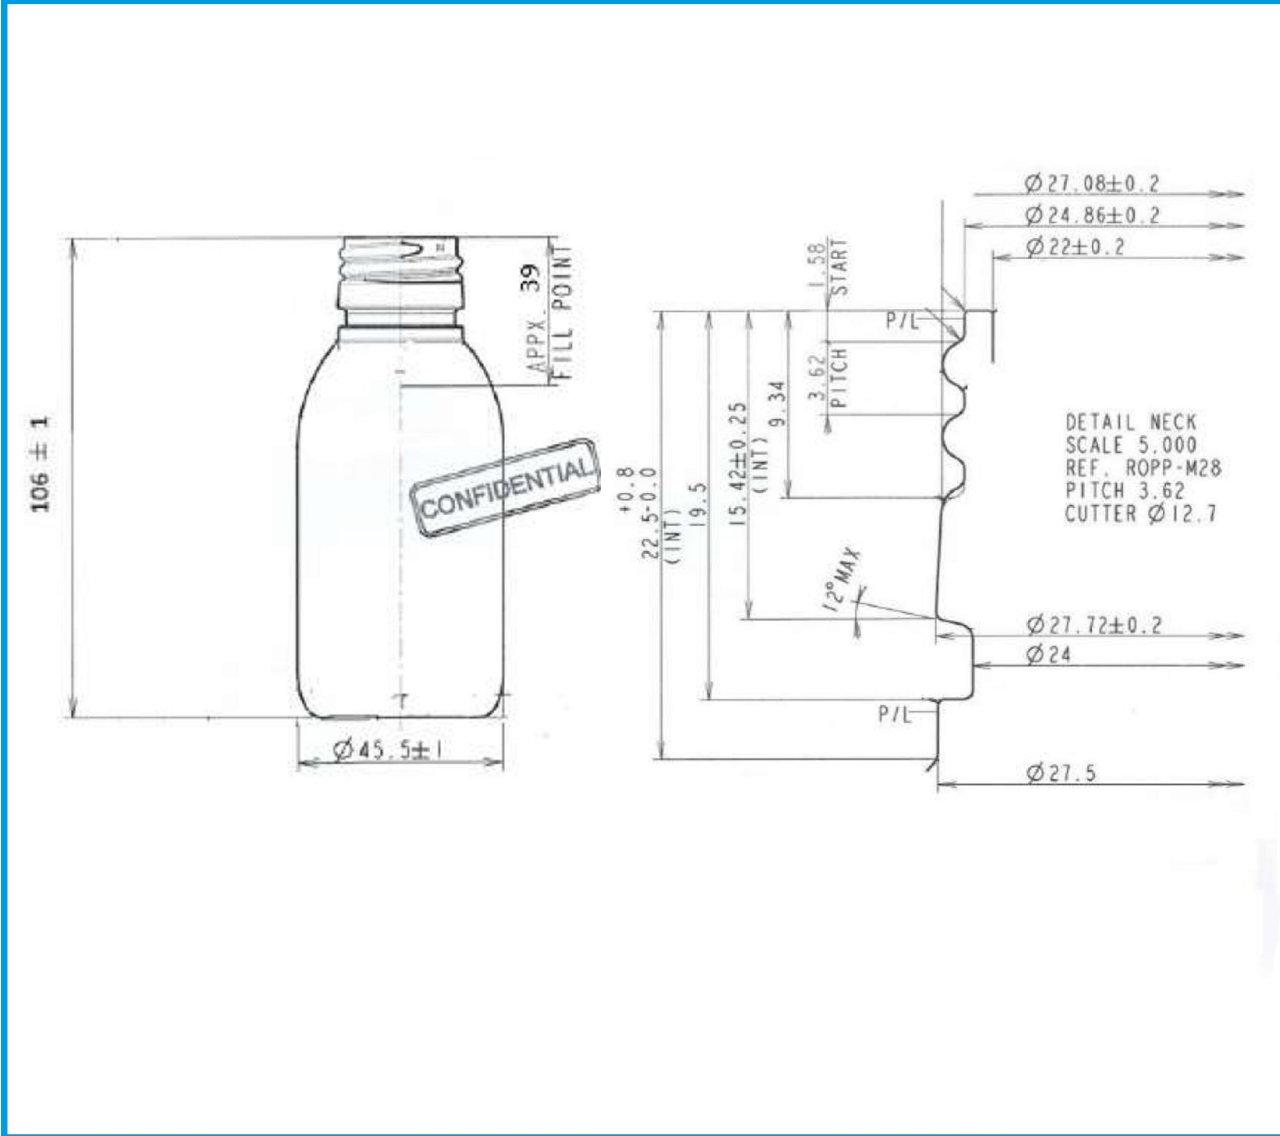 106 ± 1
APPX. 39
FILL POINT
CONFIDENTIAL
Ø45.5±1
Ø27.08±0.2
Ø24.86±0.2
Ø22±0.2
1.58
START
P/L
3.62
PITCH
9.34
15.42±0.25
(INT)
19.5
+0.8
22.5-0.0
(INT)
DETAIL NECK
SCALE 5.000
REF. ROPP-M28
PITCH 3.62
CUTTER Ø12.7
12° MAX
Ø27.72±0.2
Ø24
P/L
Ø27.5